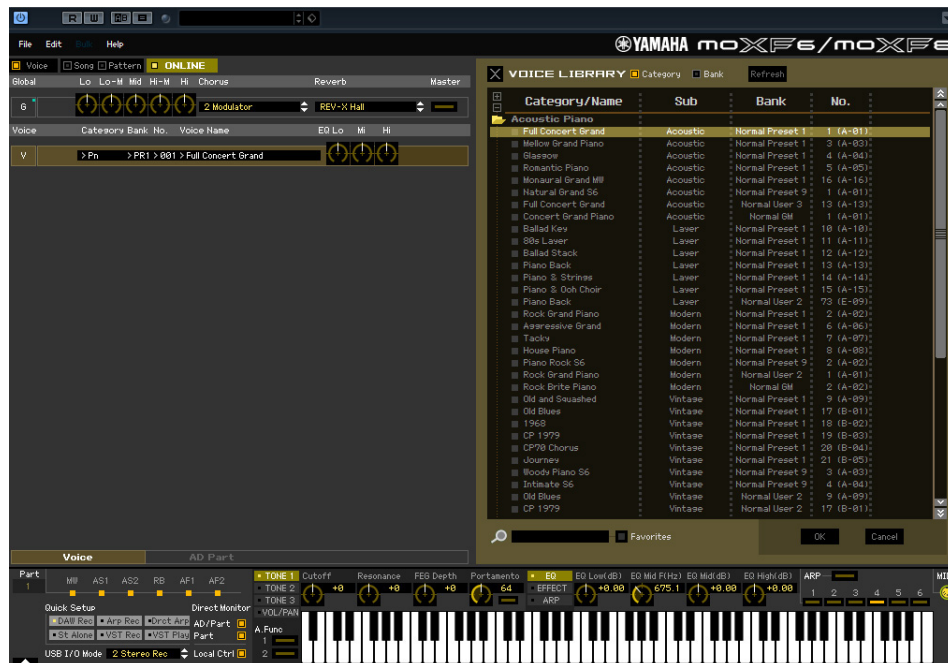 R W
File Edit Bulk Help
YAMAHA MOXF6/MOXF8
Voice Song Pattern ONLINE
Global Lo Lo-M Mid Hi-M Hi Chorus Reverb Master
G 2 Modulator REV-X Hall
Voice Category Bank No. Voice Name EQ Lo Mi Hi
V >Pn >PR1 >001 >Full Concert Grand
VOICE LIBRARY Category Bank Refresh
Category/Name Sub Bank No.
Acoustic Piano
Full Concert Grand Acoustic Normal Preset 1 1 (A-01)
Mellow Grand Piano Acoustic Normal Preset 1 3 (A-03)
Glasgow Acoustic Normal Preset 1 4 (A-04)
Romantic Piano Acoustic Normal Preset 1 5 (A-05)
Monaural Grand MW Acoustic Normal Preset 1 16 (A-16)
Natural Grand S6 Acoustic Normal Preset 9 1 (A-01)
Full Concert Grand Acoustic Normal User 3 13 (A-13)
Concert Grand Piano Acoustic Normal GM 1 (A-01)
Ballad Key Layer Normal Preset 1 10 (A-10)
80s Layer Layer Normal Preset 1 11 (A-11)
Ballad Stack Layer Normal Preset 1 12 (A-12)
Piano Back Layer Normal Preset 1 13 (A-13)
Piano & Strings Layer Normal Preset 1 14 (A-14)
Piano & Ooh Choir Layer Normal Preset 1 15 (A-15)
Piano Back Layer Normal User 2 73 (E-09)
Rock Grand Piano Modern Normal Preset 1 2 (A-02)
Aggressive Grand Modern Normal Preset 1 6 (A-06)
Tacky Modern Normal Preset 1 7 (A-07)
House Piano Modern Normal Preset 1 8 (A-08)
Piano Rock S6 Modern Normal Preset 9 2 (A-02)
Rock Grand Piano Modern Normal User 2 1 (A-01)
Rock Brite Piano Modern Normal GM 2 (A-02)
Old and Squashed Vintage Normal Preset 1 9 (A-09)
Old Blues Vintage Normal Preset 1 17 (B-01)
1968 Vintage Normal Preset 1 18 (B-02)
CP 1979 Vintage Normal Preset 1 19 (B-03)
CP70 Chorus Vintage Normal Preset 1 20 (B-04)
Journey Vintage Normal Preset 1 21 (B-05)
Woody Piano S6 Vintage Normal Preset 9 3 (A-03)
Intimate S6 Vintage Normal Preset 9 4 (A-04)
Old Blues Vintage Normal User 2 9 (A-09)
CP 1979 Vintage Normal User 2 17 (B-01)
Favorites OK Cancel
Voice AD Part
Part
1
MW AS1 AS2 RB AF1 AF2
Quick Setup Direct Monitor
DAW Rec Arp Rec Drct Arp AD/Part
St Alone VST Rec VST Play Part
USB I/O Mode 2 Stereo Rec Local Ctrl
TONE 1
TONE 2
TONE 3
VOL/PAN
A.Func
1
2
Cutoff Resonance FEG Depth Portamento
+0 +0 +0 64
EQ
EFFECT
ARP
EQ Low(dB) EQ Mid F(Hz) EQ Mid(dB) EQ High(dB)
+0.00 675.1 +0.00 +0.00
ARP
1 2 3 4 5 6